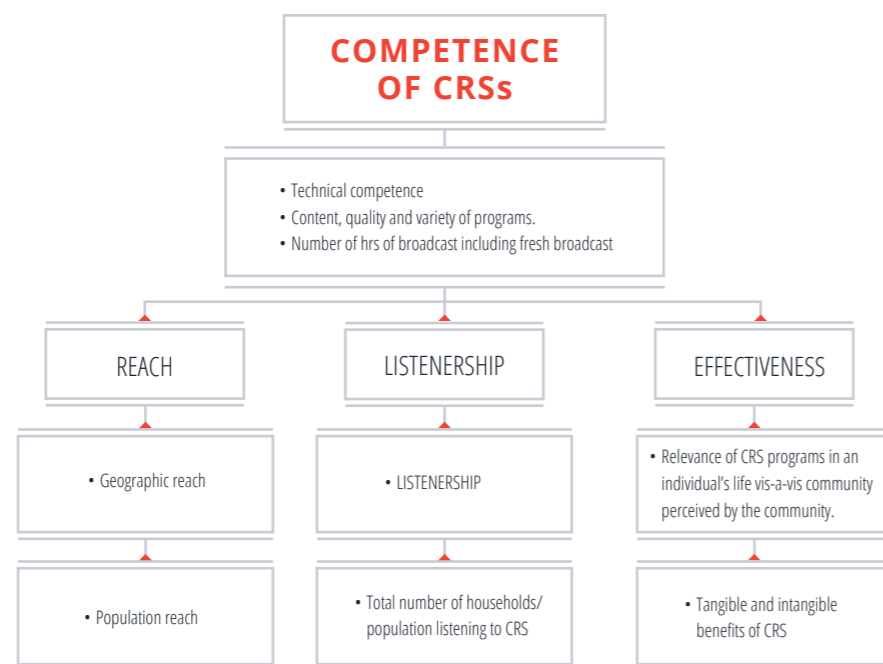 COMPETENCE
OF CRSs
• Technical competence
• Content, quality and variety of programs.
• Number of hrs of broadcast including fresh broadcast
REACH
LISTENERSHIP
EFFECTIVENESS
• Geographic reach
• LISTENERSHIP
• Relevance of CRS programs in an
individual’s life vis-a-vis community
perceived by the community.
• Population reach
• Total number of households/
population listening to CRS
• Tangible and intangible
benefits of CRS